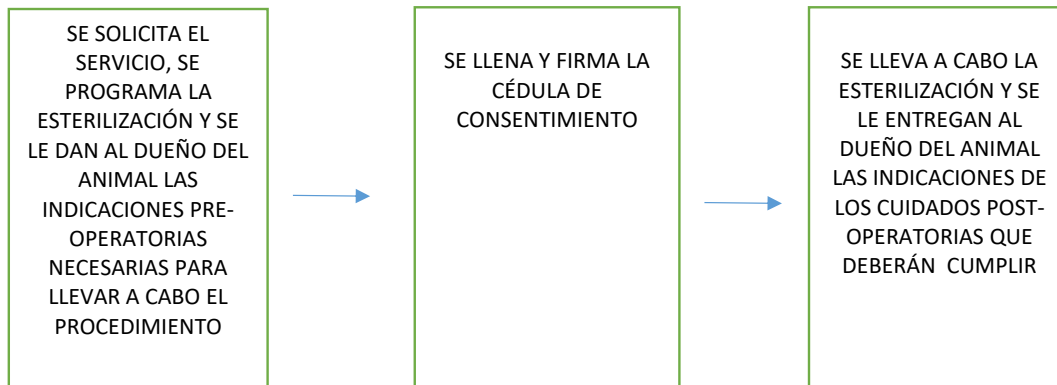 SE SOLICITA EL
SERVICIO, SE
PROGRAMA LA
ESTERILIZACIÓN Y SE
LE DAN AL DUEÑO DEL
ANIMAL LAS
INDICACIONES PRE-
OPERATORIAS
NECESARIAS PARA
LLEVAR A CABO EL
PROCEDIMIENTO
SE LLENA Y FIRMA LA
CÉDULA DE
CONSENTIMIENTO
SE LLEVA A CABO LA
ESTERILIZACIÓN Y SE
LE ENTREGAN AL
DUEÑO DEL ANIMAL
LAS INDICACIONES DE
LOS CUIDADOS POST-
OPERATORIAS QUE
DEBERÁN  CUMPLIR